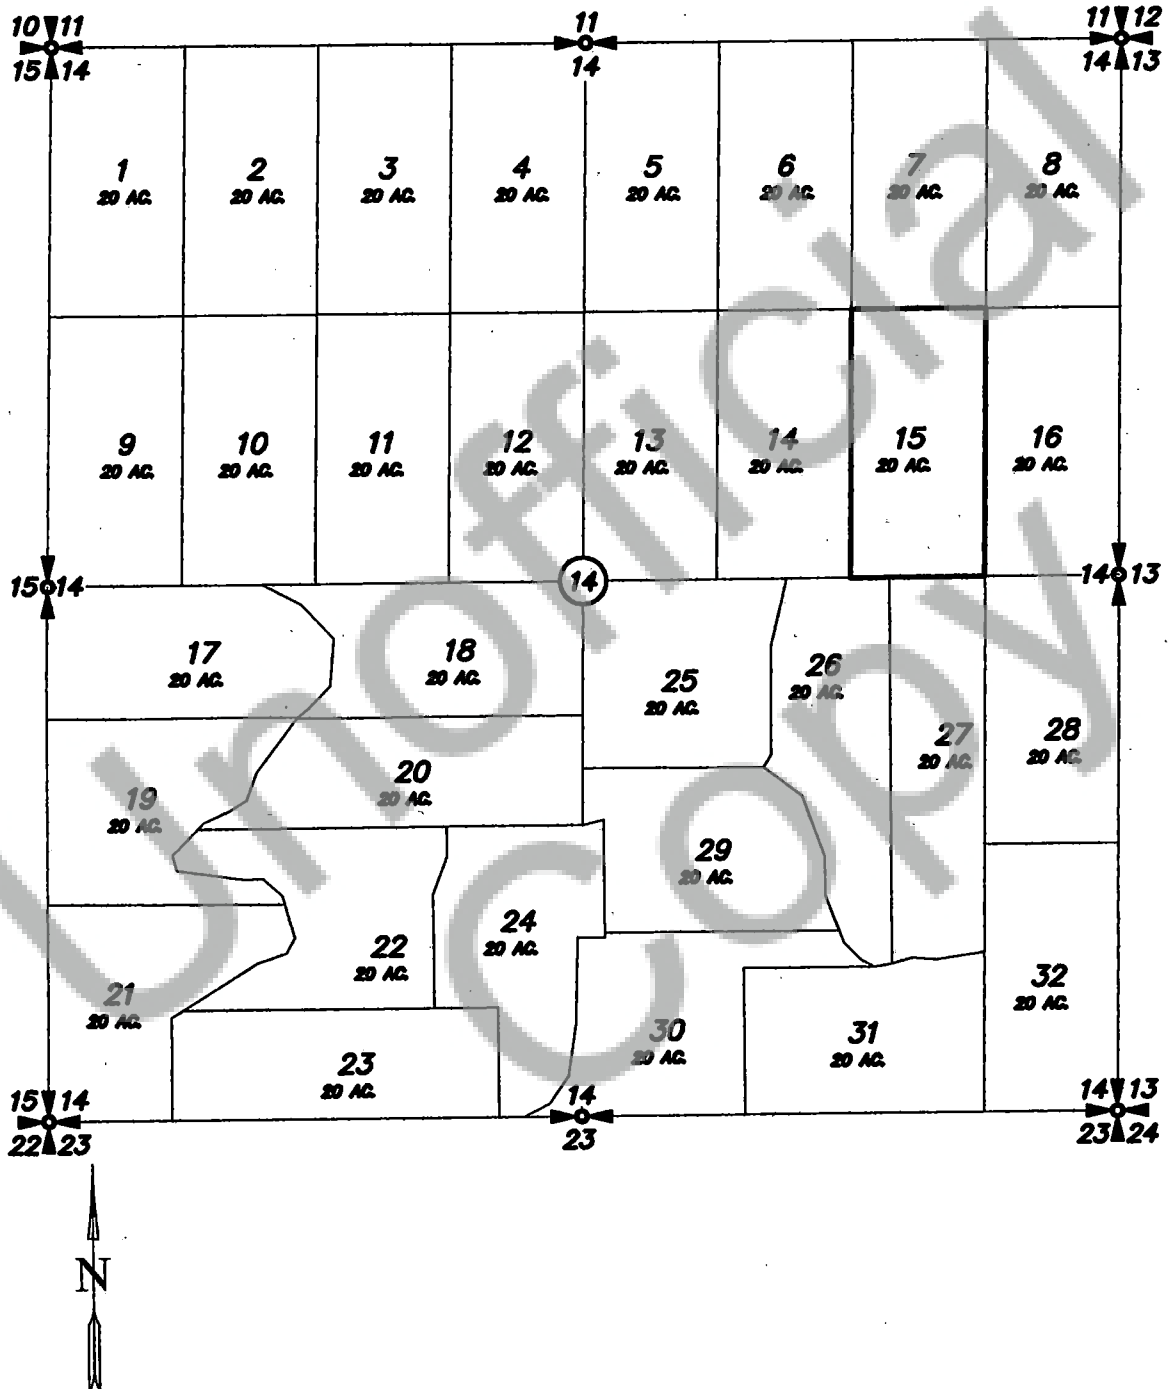 10 11
15 14
11
14
11 12
14 13
1
20 AC.
2
20 AC.
3
20 AC.
4
20 AC.
5
20 AC.
6
20 AC.
7
20 AC.
8
20 AC.
9
20 AC.
10
20 AC.
11
20 AC.
12
20 AC.
13
20 AC.
14
20 AC.
15
20 AC.
16
20 AC.
15 14
14
14 13
17
20 AC.
18
20 AC.
25
20 AC.
26
20 AC.
27
20 AC.
28
20 AC.
19
20 AC.
20
20 AC.
29
20 AC.
22
20 AC.
24
20 AC.
21
20 AC.
30
20 AC.
31
20 AC.
32
20 AC.
23
20 AC.
15 14
22 23
14
23
14 13
23 24
N
Unofficial
Copy